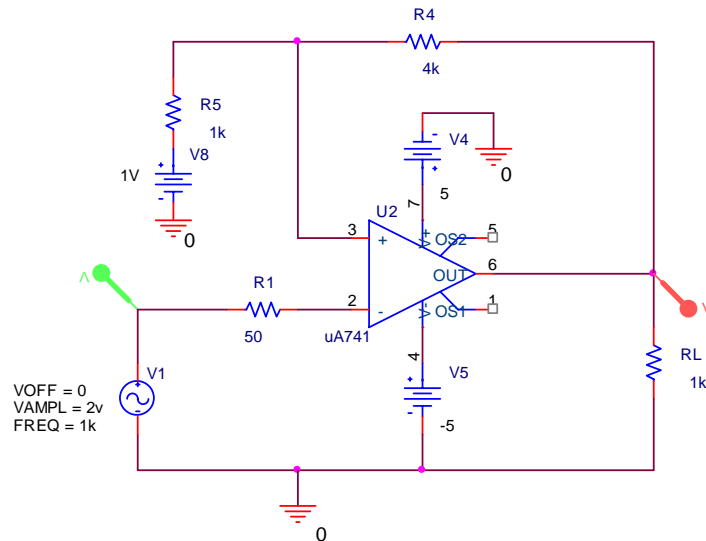 R4
4k
R5
1k
V8
1V
+
-
0
-
V4
+
5
0
7
U2
3
+
V+
OS2
5
OUT
6
2
-
V-
OS1
1
uA741
R1
50
V
V
4
V5
+
-
-5
RL
1k
V1
+
-
VOFF = 0
VAMPL = 2v
FREQ = 1k
0